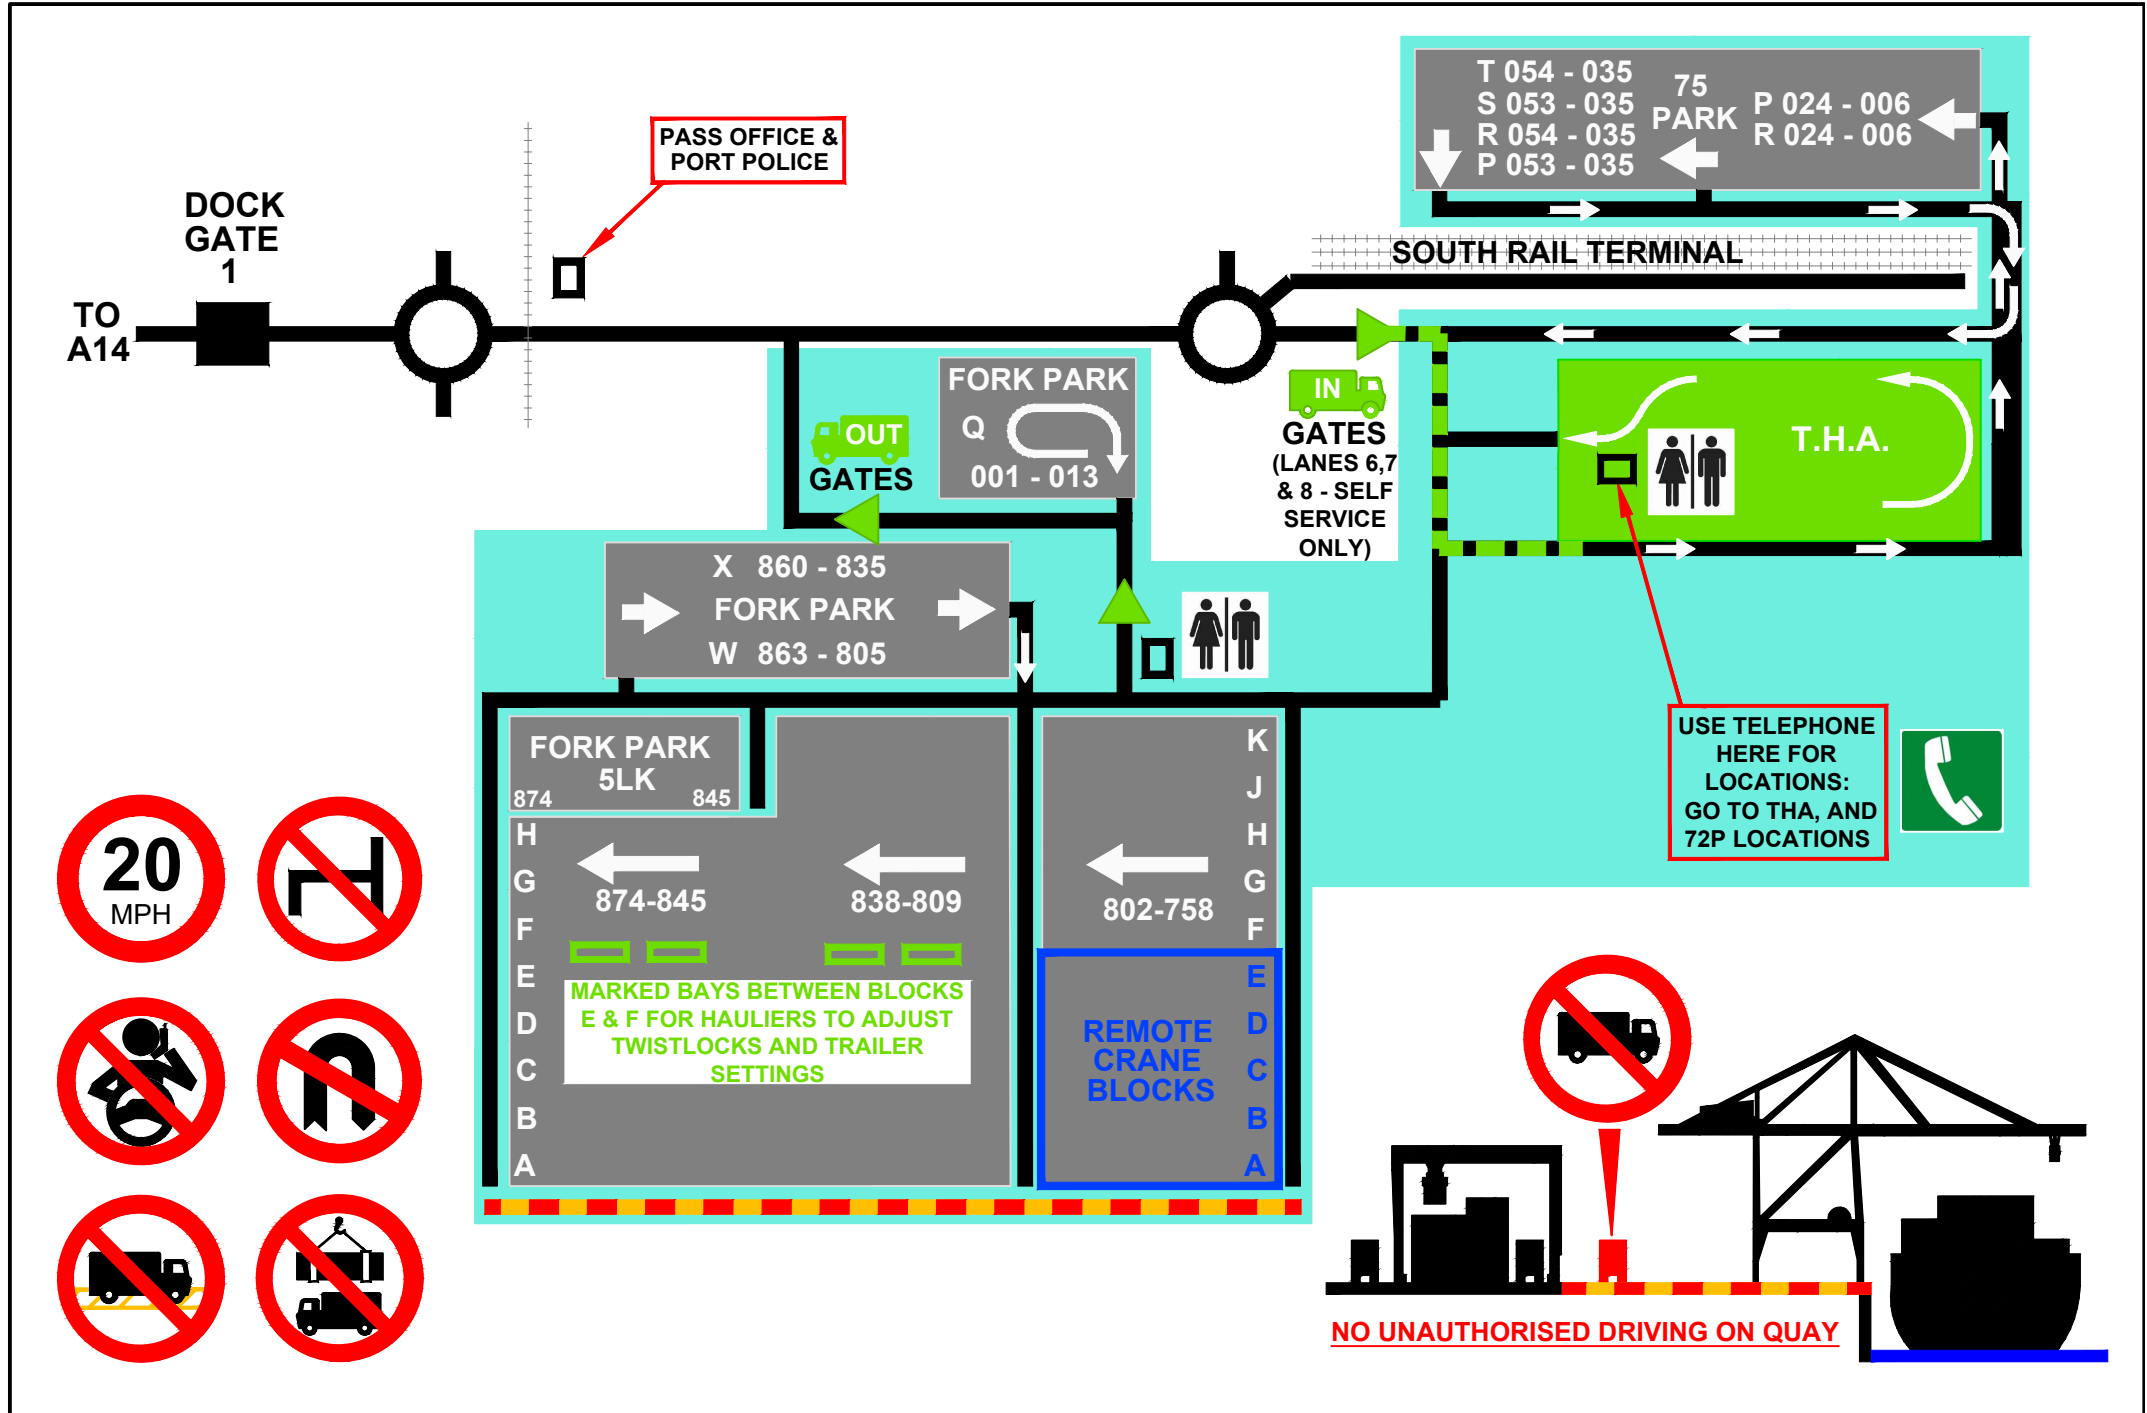 T 054 - 035
S 053 - 035
R 054 - 035
P 053 - 035
75
PARK
P 024 - 006
R 024 - 006
PASS OFFICE &
PORT POLICE
DOCK
GATE
1
TO
A14
SOUTH RAIL TERMINAL
FORK PARK
Q
001 - 013
OUT
GATES
IN
GATES
(LANES 6,7
& 8 - SELF
SERVICE
ONLY)
T.H.A.
X 860 - 835
FORK PARK
W 863 - 805
USE TELEPHONE
HERE FOR
LOCATIONS:
GO TO THA, AND
72P LOCATIONS
FORK PARK
5LK
874 845
H
G
F
E
D
C
B
A
874-845
838-809
MARKED BAYS BETWEEN BLOCKS
E & F FOR HAULIERS TO ADJUST
TWISTLOCKS AND TRAILER
SETTINGS
K
J
H
G
F
E
D
C
B
A
802-758
REMOTE
CRANE
BLOCKS
20
MPH
NO UNAUTHORISED DRIVING ON QUAY